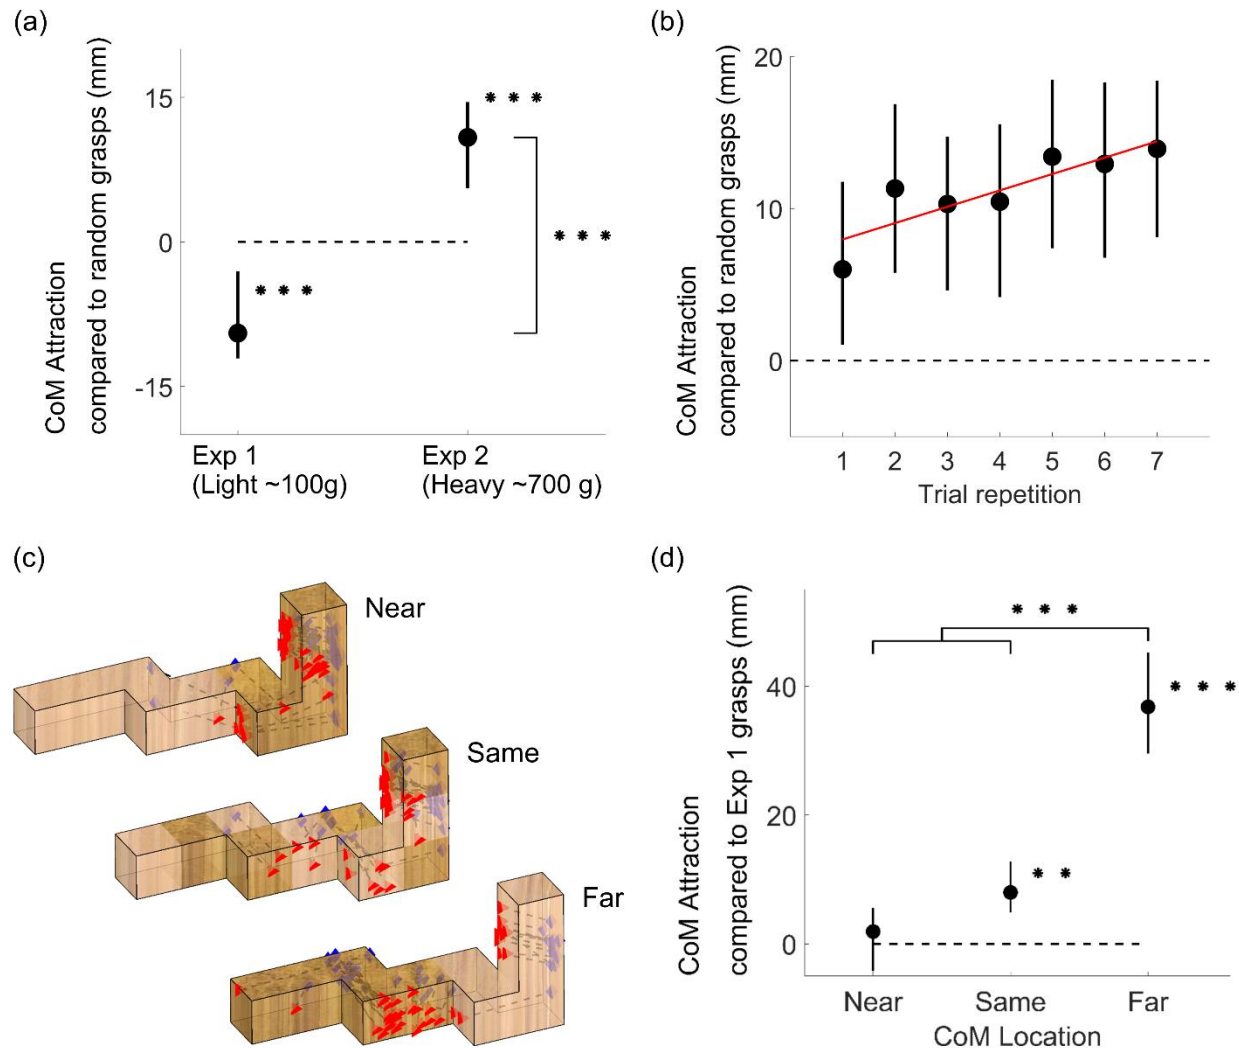 (a)
CoM Attraction
compared to random grasps (mm)
15
0
-15
* * *
* * *
* * *
Exp 1
(Light ~100g)
Exp 2
(Heavy ~700 g)
(b)
CoM Attraction
compared to random grasps (mm)
20
10
0
1 2 3 4 5 6 7
Trial repetition
(c)
Near
Same
Far
(d)
CoM Attraction
compared to Exp 1 grasps (mm)
40
20
0
* * *
* * *
* *
Near Same Far
CoM Location